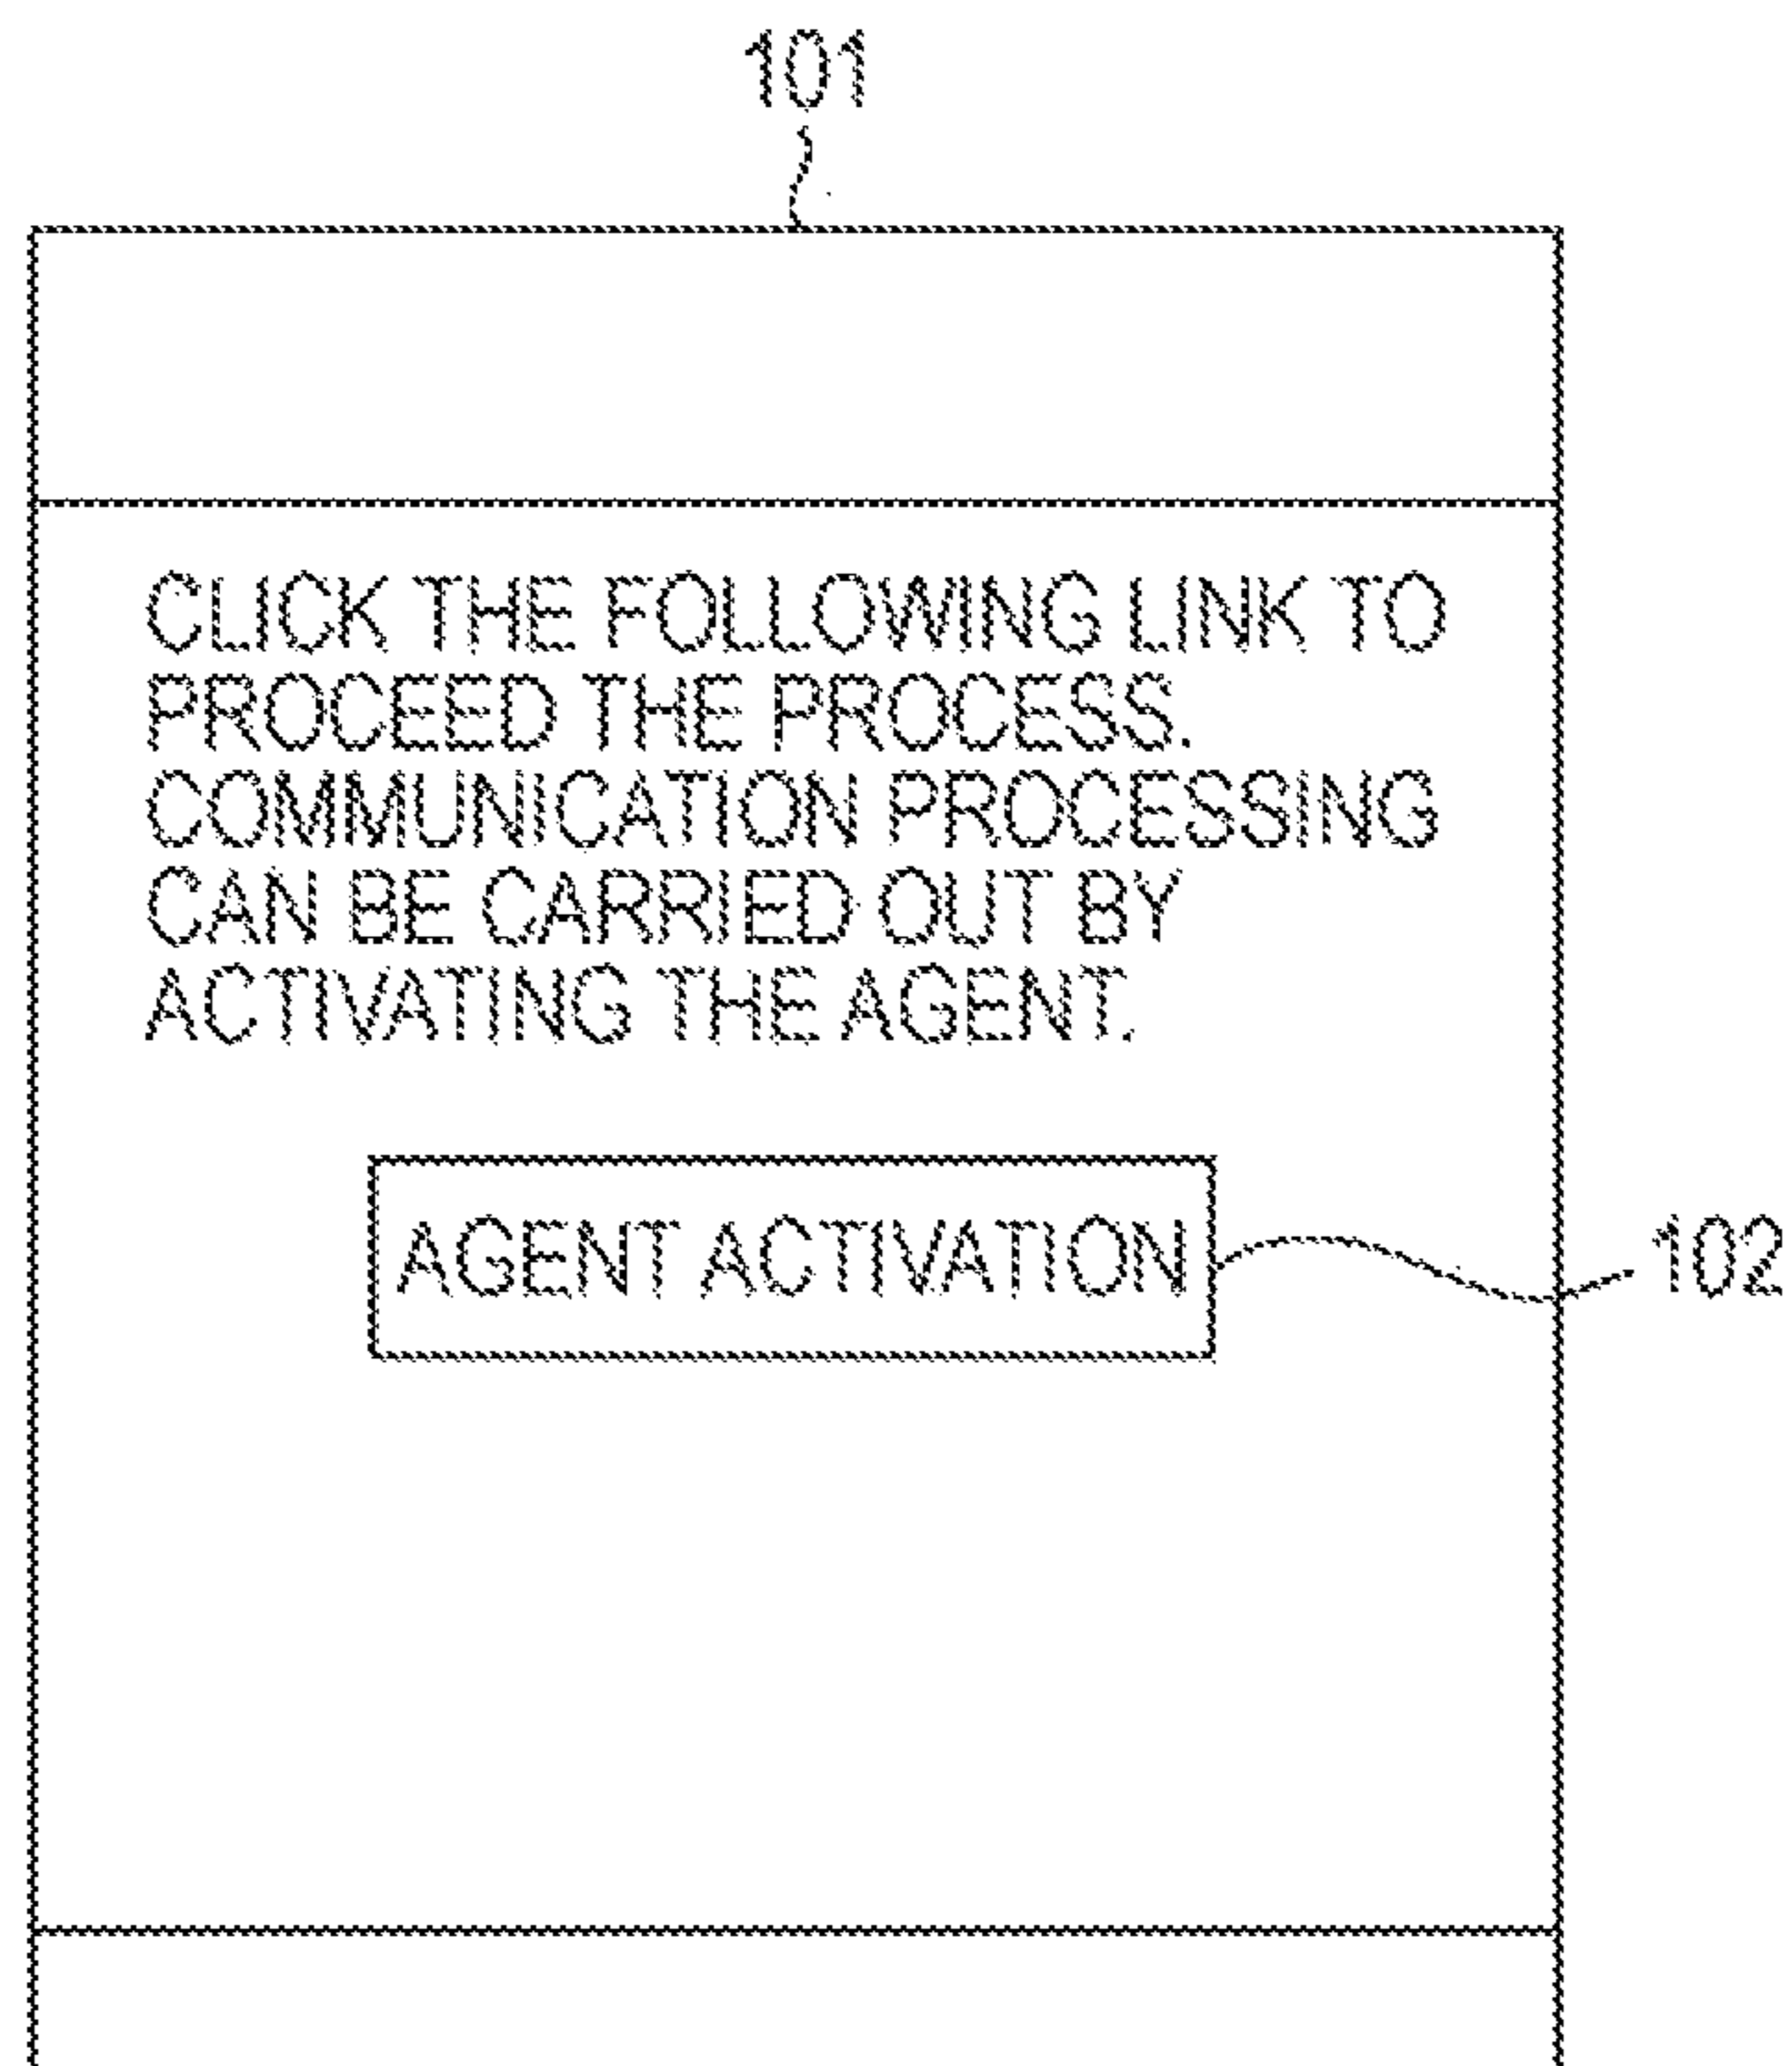 101
CLICK THE FOLLOWING LINK TO
PROCEED THE PROCESS.
COMMUNICATION PROCESSING
CAN BE CARRIED OUT BY
ACTIVATING THE AGENT.
AGENT ACTIVATION
102